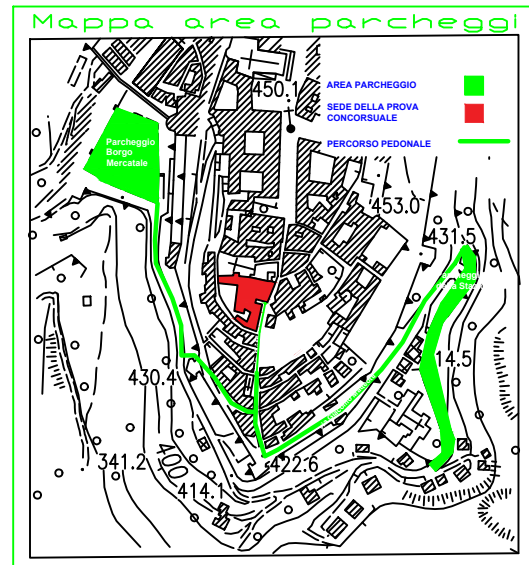 Mappa area parcheggi
AREA PARCHEGGIO
SEDE DELLA PROVA
CONCORSUALE
PERCORSO PEDONALE
450.1
Parcheggio
Borgo
Mercatale
453.0
431.5
14.5
430.4
422.6
341.2
400
414.1